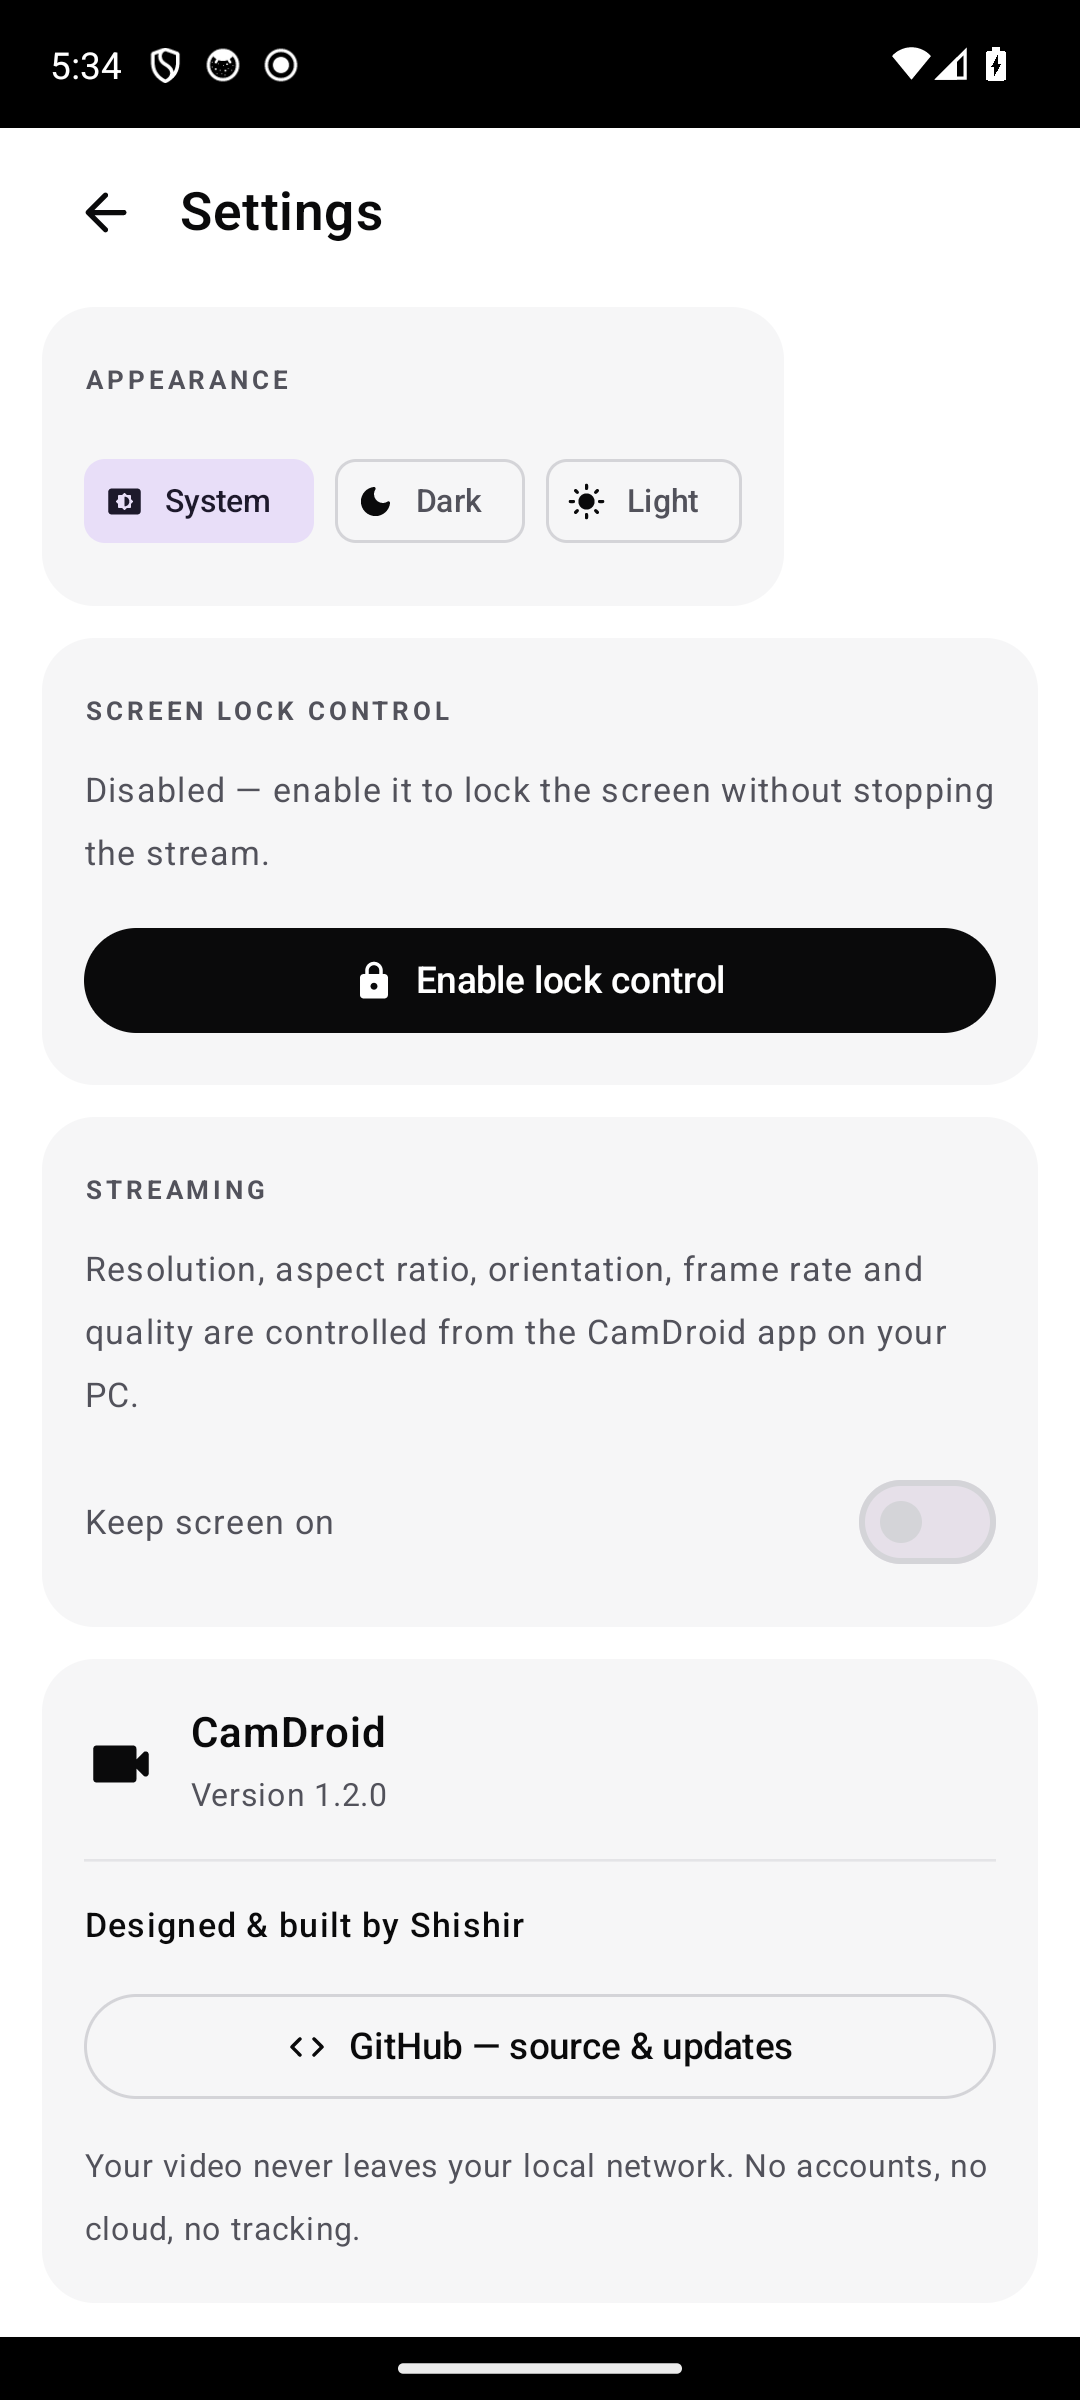 5:34
Settings
APPEARANCE
System
Dark
Light
SCREEN LOCK CONTROL
Disabled — enable it to lock the screen without stopping
the stream.
Enable lock control
STREAMING
Resolution, aspect ratio, orientation, frame rate and
quality are controlled from the CamDroid app on your
PC.
Keep screen on
CamDroid
Version 1.2.0
Designed & built by Shishir
GitHub — source & updates
Your video never leaves your local network. No accounts, no
cloud, no tracking.